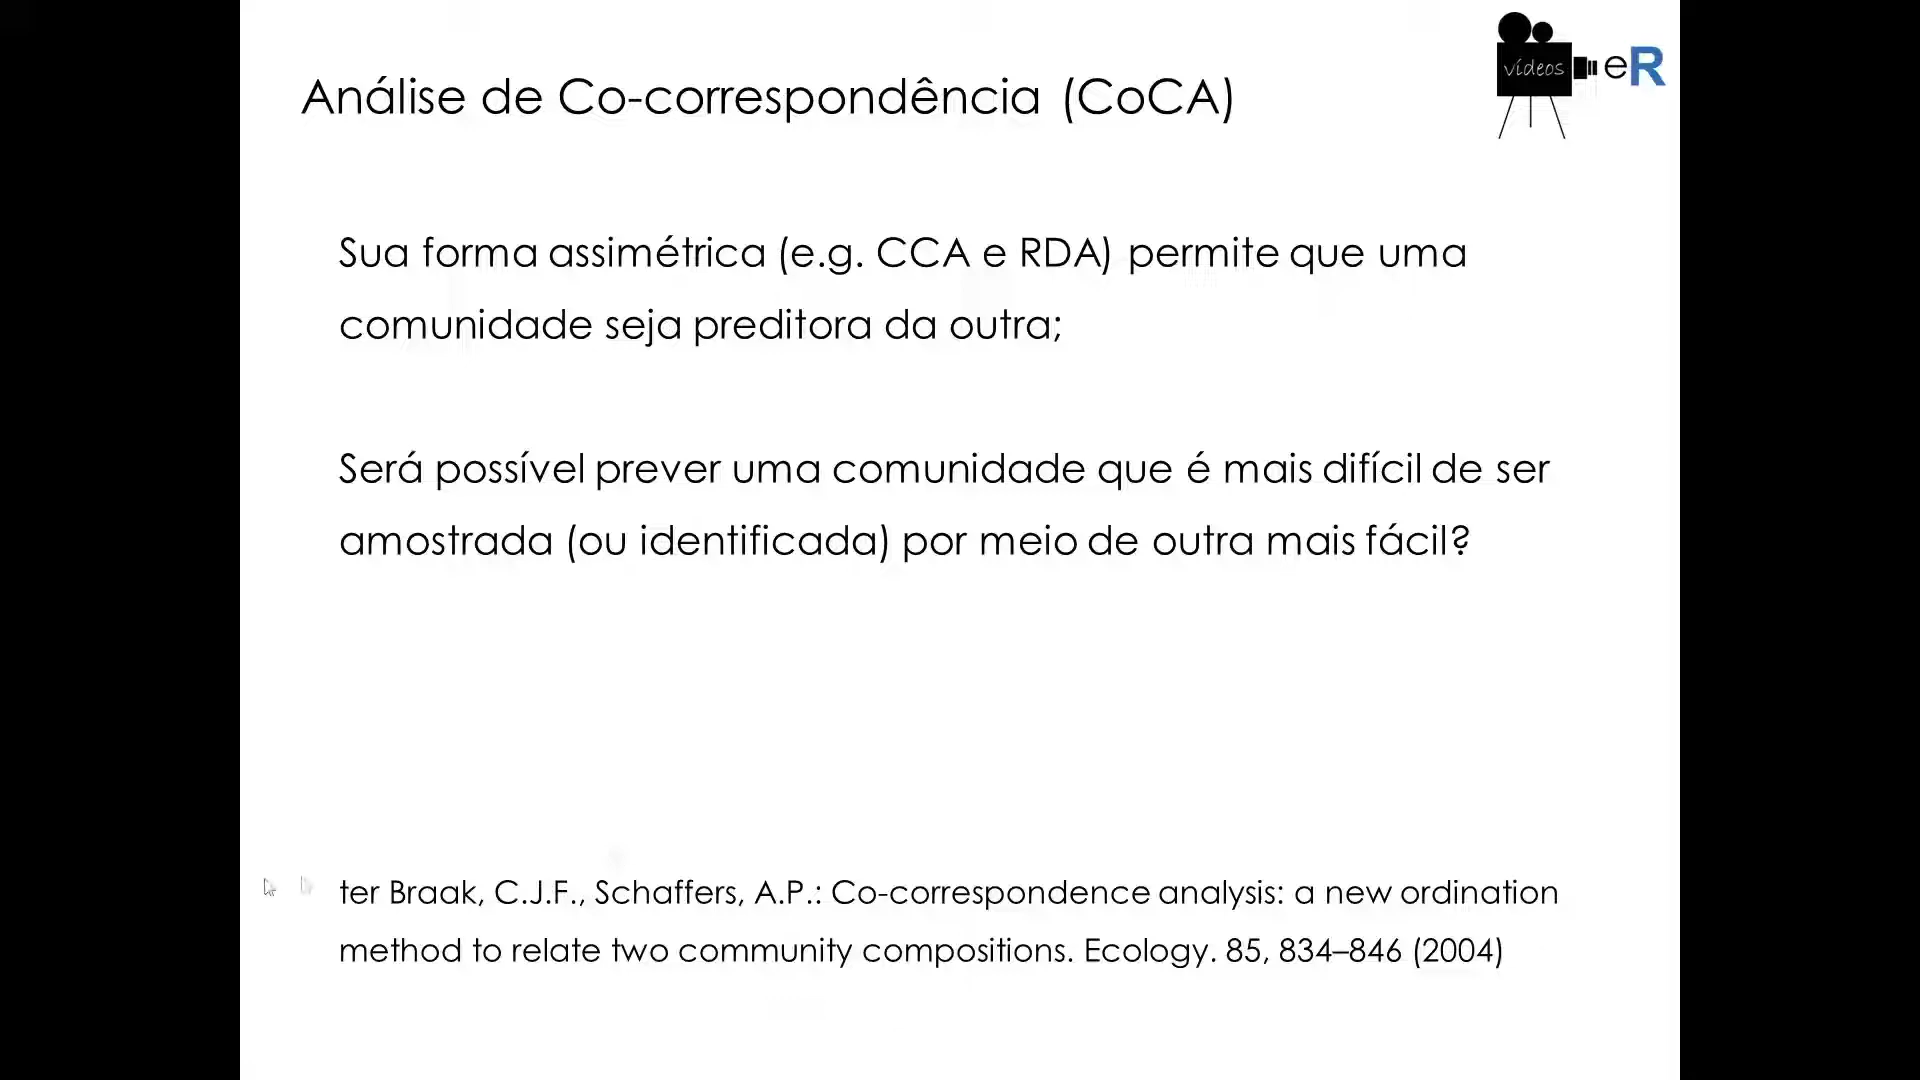 Análise de Co-correspondência (CoCA)
vídeos eR
Sua forma assimétrica (e.g. CCA e RDA) permite que uma
comunidade seja preditora da outra;
Será possível prever uma comunidade que é mais difícil de ser
amostrada (ou identificada) por meio de outra mais fácil?
ter Braak, C.J.F., Schaffers, A.P.: Co-correspondence analysis: a new ordination
method to relate two community compositions. Ecology. 85, 834–846 (2004)